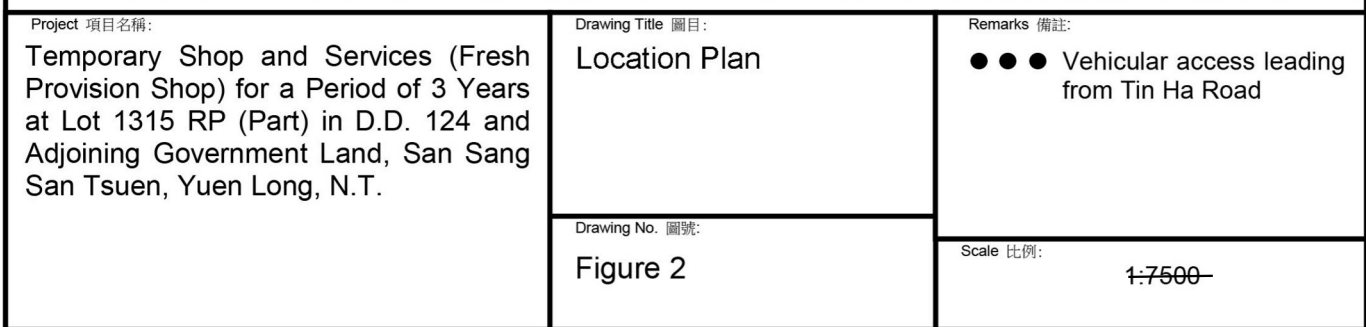 Project 項目名稱:
Temporary Shop and Services (Fresh
Provision Shop) for a Period of 3 Years
at Lot 1315 RP (Part) in D.D. 124 and
Adjoining Government Land, San Sang
San Tsuen, Yuen Long, N.T.
Drawing Title 圖目:
Location Plan
Drawing No. 圖號:
Figure 2
Remarks 備註:
● ● ● Vehicular access leading
from Tin Ha Road
Scale 比例:
1:7500